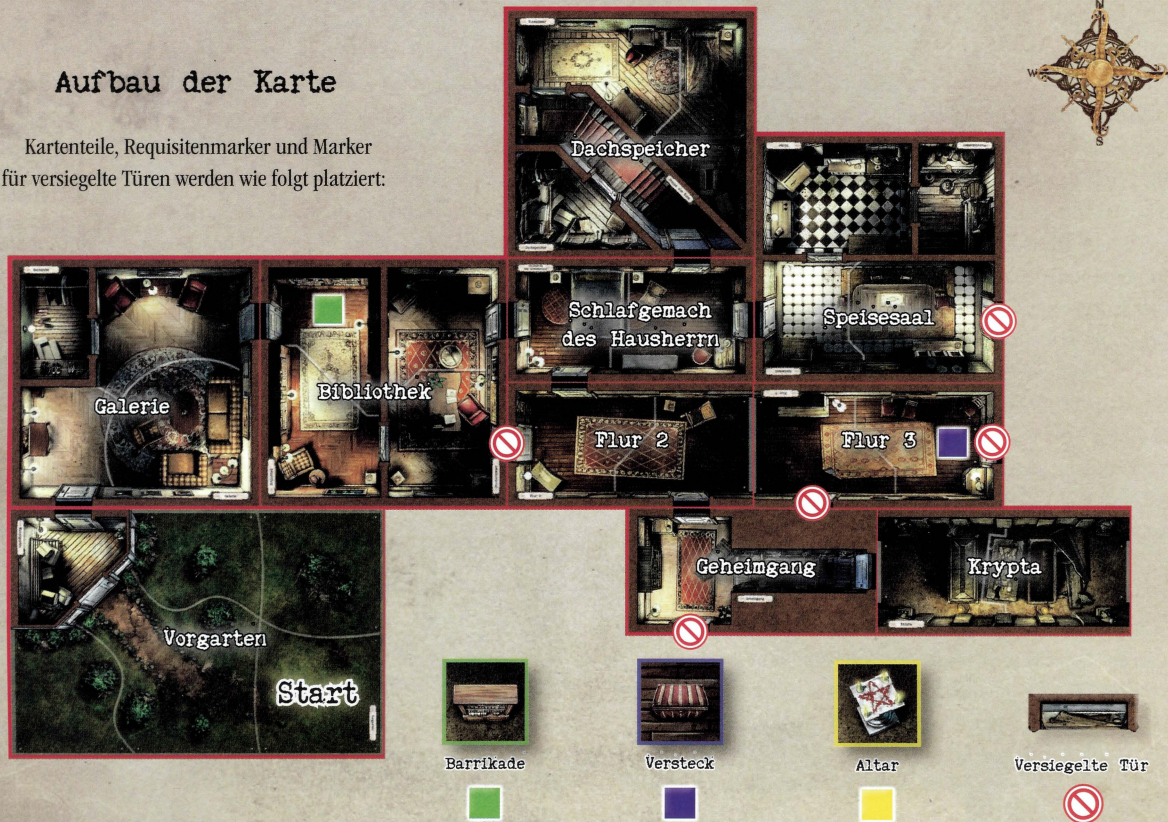 N
W
S
Aufbau der Karte
Kartenteile, Requisitenmarker und Marker
für versiegelte Türen werden wie folgt platziert:
Dachspeicher
Schlafgemach
des Hausherrn
Speisesaal
Galerie
Bibliothek
Flur 2
Flur 3
Geheimgang
Krypta
Vorgarten
Start
Barrikade
Versteck
Altar
Versiegelte Tür